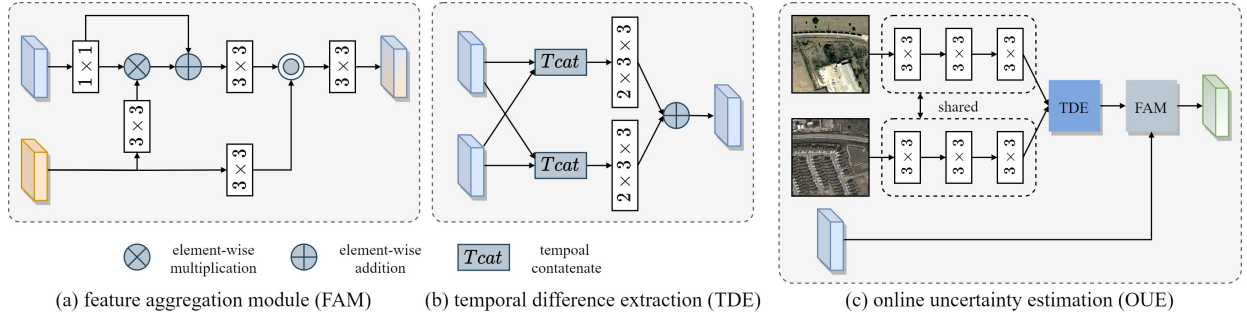 1 × 1
3 × 3
3 × 3
3 × 3
3 × 3
Tcat
Tcat
2 × 3 × 3
2 × 3 × 3
3 × 3
3 × 3
3 × 3
shared
3 × 3
3 × 3
3 × 3
TDE
FAM
element-wise
multiplication
element-wise
addition
Tcat
tempoal
contatenate
(a) feature aggregation module (FAM)
(b) temporal difference extraction (TDE)
(c) online uncertainty estimation (OUE)